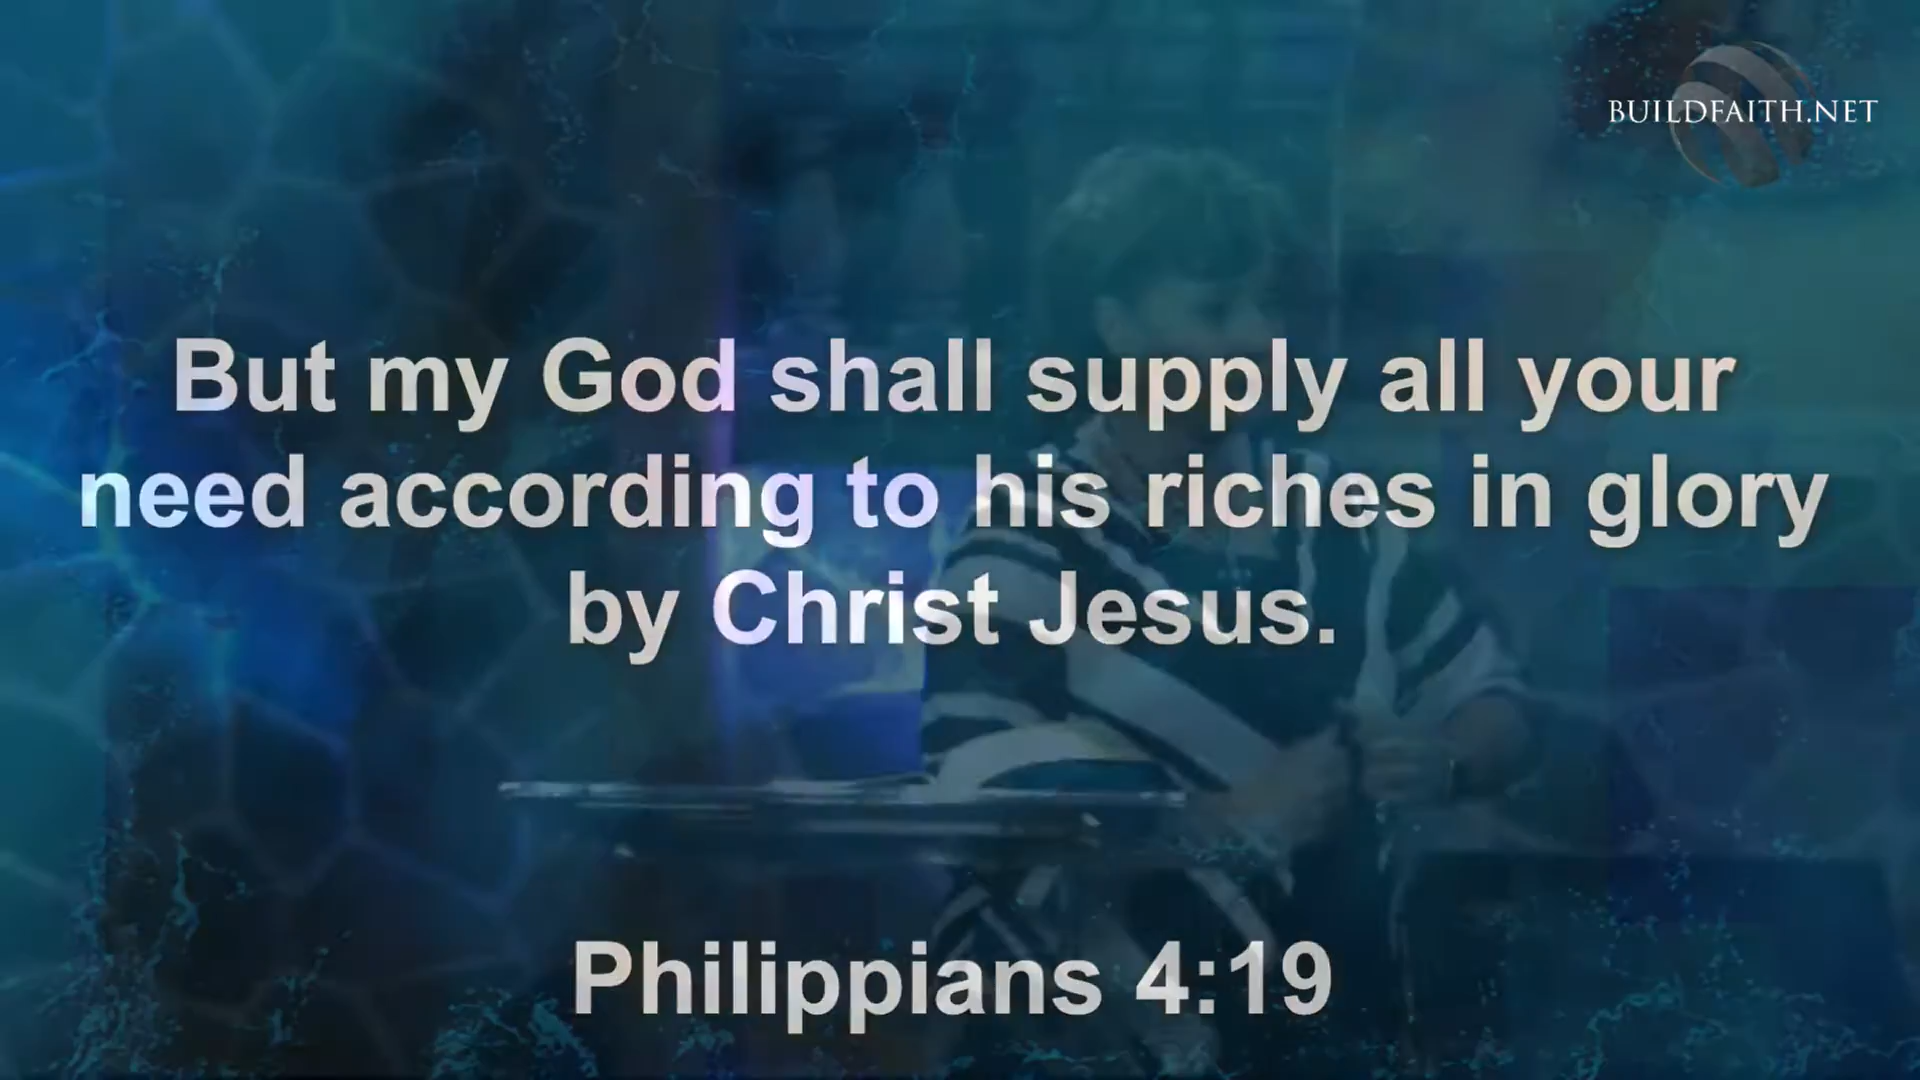 BUILDFAITH.NET
But my God shall supply all your
need according to his riches in glory
by Christ Jesus.
Philippians 4:19